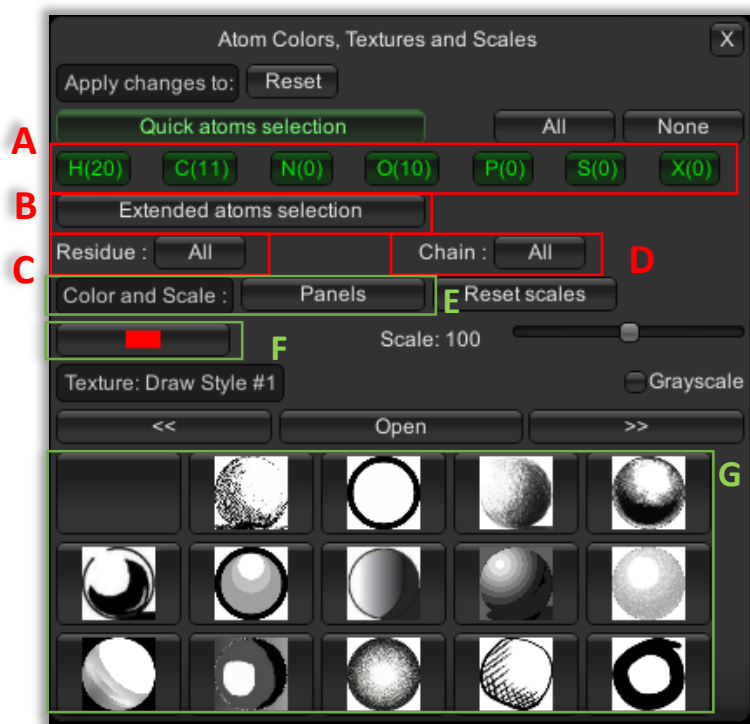 Atom Colors, Textures and Scales X
Apply changes to: Reset
Quick atoms selection All None
A
H(20) C(11) N(0) O(10) P(0) S(0) X(0)
B Extended atoms selection
C Residue : All Chain : All D
Color and Scale : Panels E Reset scales
F Scale: 100
Texture: Draw Style #1 Grayscale
<< Open >>
G